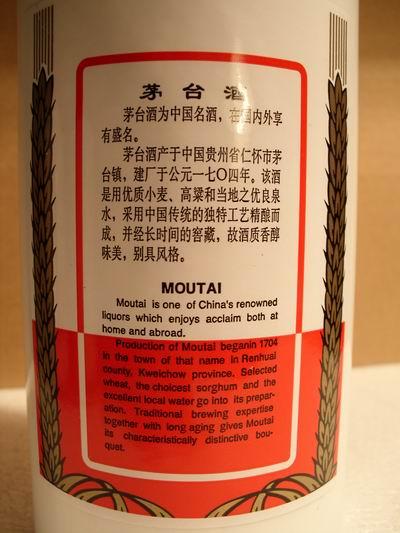 茅台酒
茅台酒为中国名酒，在国内外享
有盛名。
茅台酒产于中国贵州省仁怀市茅
台镇，建厂于公元一七〇四年。该酒
是用优质小麦、高粱和当地之优良泉
水，采用中国传统的独特工艺精酿而
成，并经长时间的窖藏，故酒质香醇
味美，别具风格。
MOUTAI
Moutai is one of China's renowned
liquors which enjoys acclaim both at
home and abroad.
Production of Moutai beganin 1704
in the town of that name in Renhuai
county, Kweichow province. Selected
wheat, the choicest sorghum and the
excellent local water go into its prepar-
ation. Traditional brewing expertise
together with long aging gives Moutai
its characteristically distinctive bou-
quet.